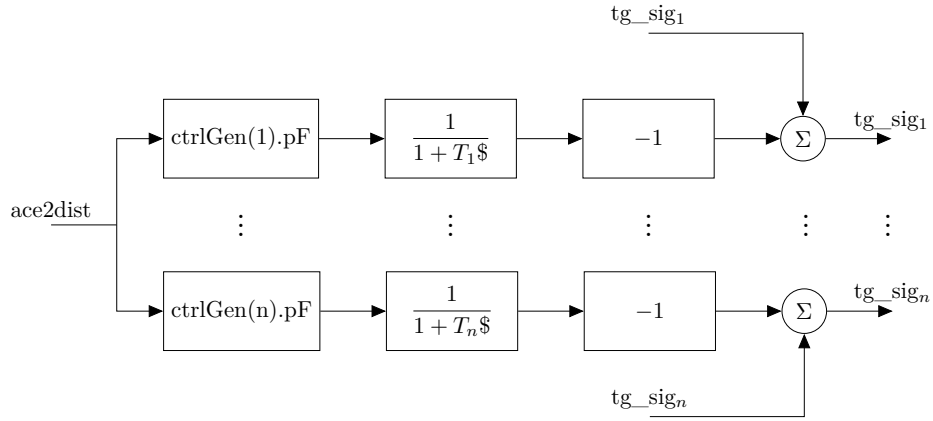 tg_sig₁
ctrlGen(1).pF
1
1 + T₁$
−1
Σ
tg_sig₁
ace2dist
⋮ ⋮ ⋮ ⋮ ⋮
ctrlGen(n).pF
1
1 + Tₙ$
−1
Σ
tg_sigₙ
tg_sigₙ